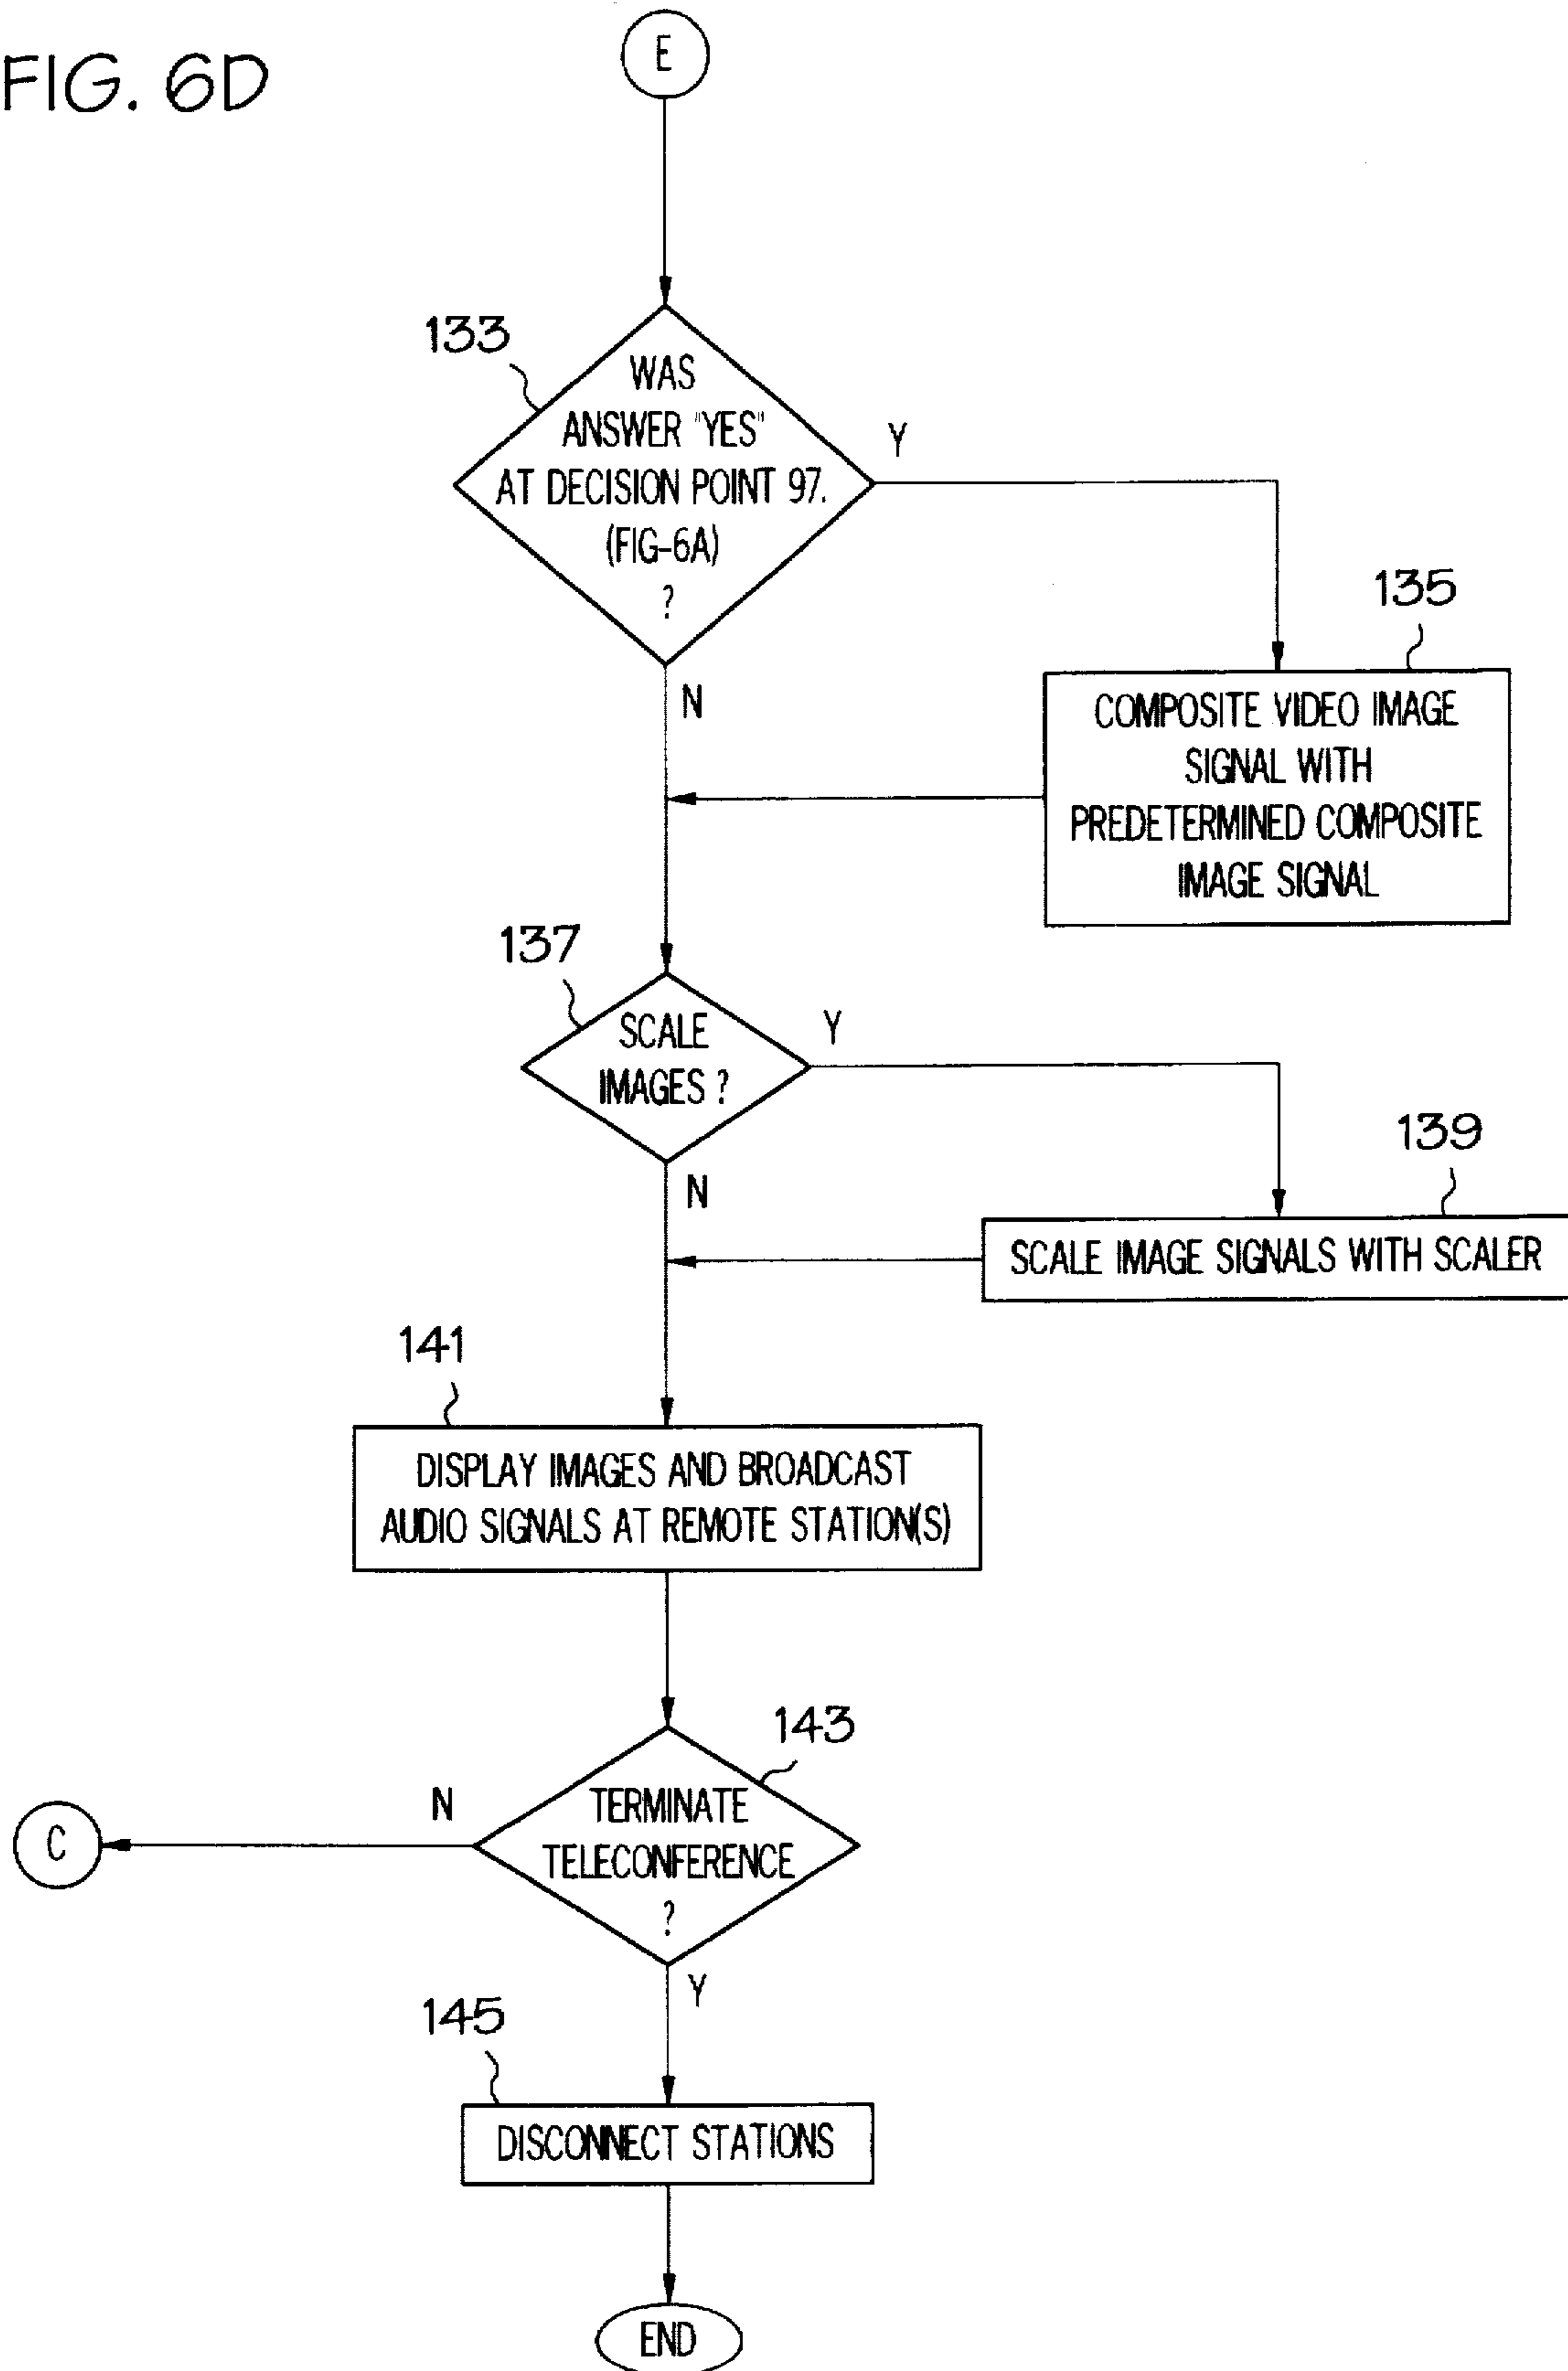 FIG. 6D
E
133
WAS
ANSWER "YES"
AT DECISION POINT 97.
(FIG-6A)
?
Y
N
135
COMPOSITE VIDEO IMAGE
SIGNAL WITH
PREDETERMINED COMPOSITE
IMAGE SIGNAL
137
SCALE
IMAGES ?
Y
N
139
SCALE IMAGE SIGNALS WITH SCALER
141
DISPLAY IMAGES AND BROADCAST
AUDIO SIGNALS AT REMOTE STATION(S)
143
TERMINATE
TELECONFERENCE
?
N
C
Y
145
DISCONNECT STATIONS
END